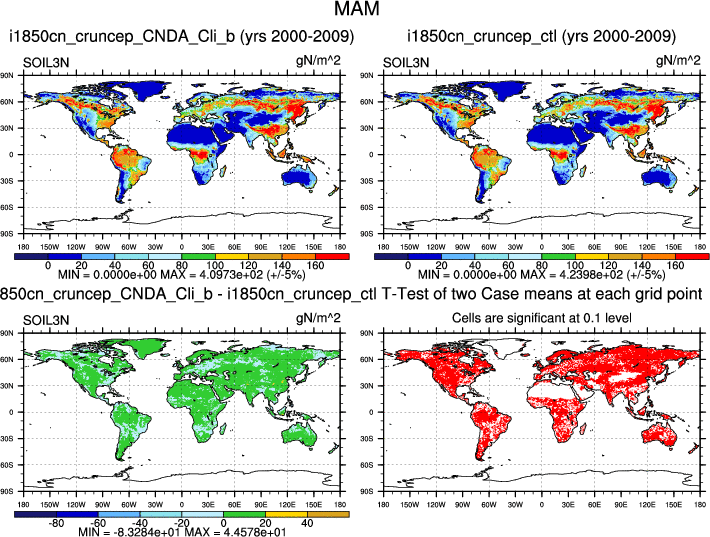 MAM
i1850cn_cruncep_CNDA_Cli_b (yrs 2000-2009)
i1850cn_cruncep_ctl (yrs 2000-2009)
SOIL3N gN/m^2
SOIL3N gN/m^2
90N
60N
30N
0
30S
60S
90S
180 150W 120W 90W 60W 30W 0 30E 60E 90E 120E 150E 180
0 20 40 60 80 100 120 140 160
MIN = 0.0000e+00 MAX = 4.0973e+02 (+/-5%)
90N
60N
30N
0
30S
60S
90S
180 150W 120W 90W 60W 30W 0 30E 60E 90E 120E 150E 180
0 20 40 60 80 100 120 140 160
MIN = 0.0000e+00 MAX = 4.2398e+02 (+/-5%)
850cn_cruncep_CNDA_Cli_b - i1850cn_cruncep_ctl
T-Test of two Case means at each grid point
SOIL3N gN/m^2
Cells are significant at 0.1 level
90N
60N
30N
0
30S
60S
90S
180 150W 120W 90W 60W 30W 0 30E 60E 90E 120E 150E 180
-80 -60 -40 -20 0 20 40
MIN = -8.3284e+01 MAX = 4.4578e+01
90N
60N
30N
0
30S
60S
90S
180 150W 120W 90W 60W 30W 0 30E 60E 90E 120E 150E 180